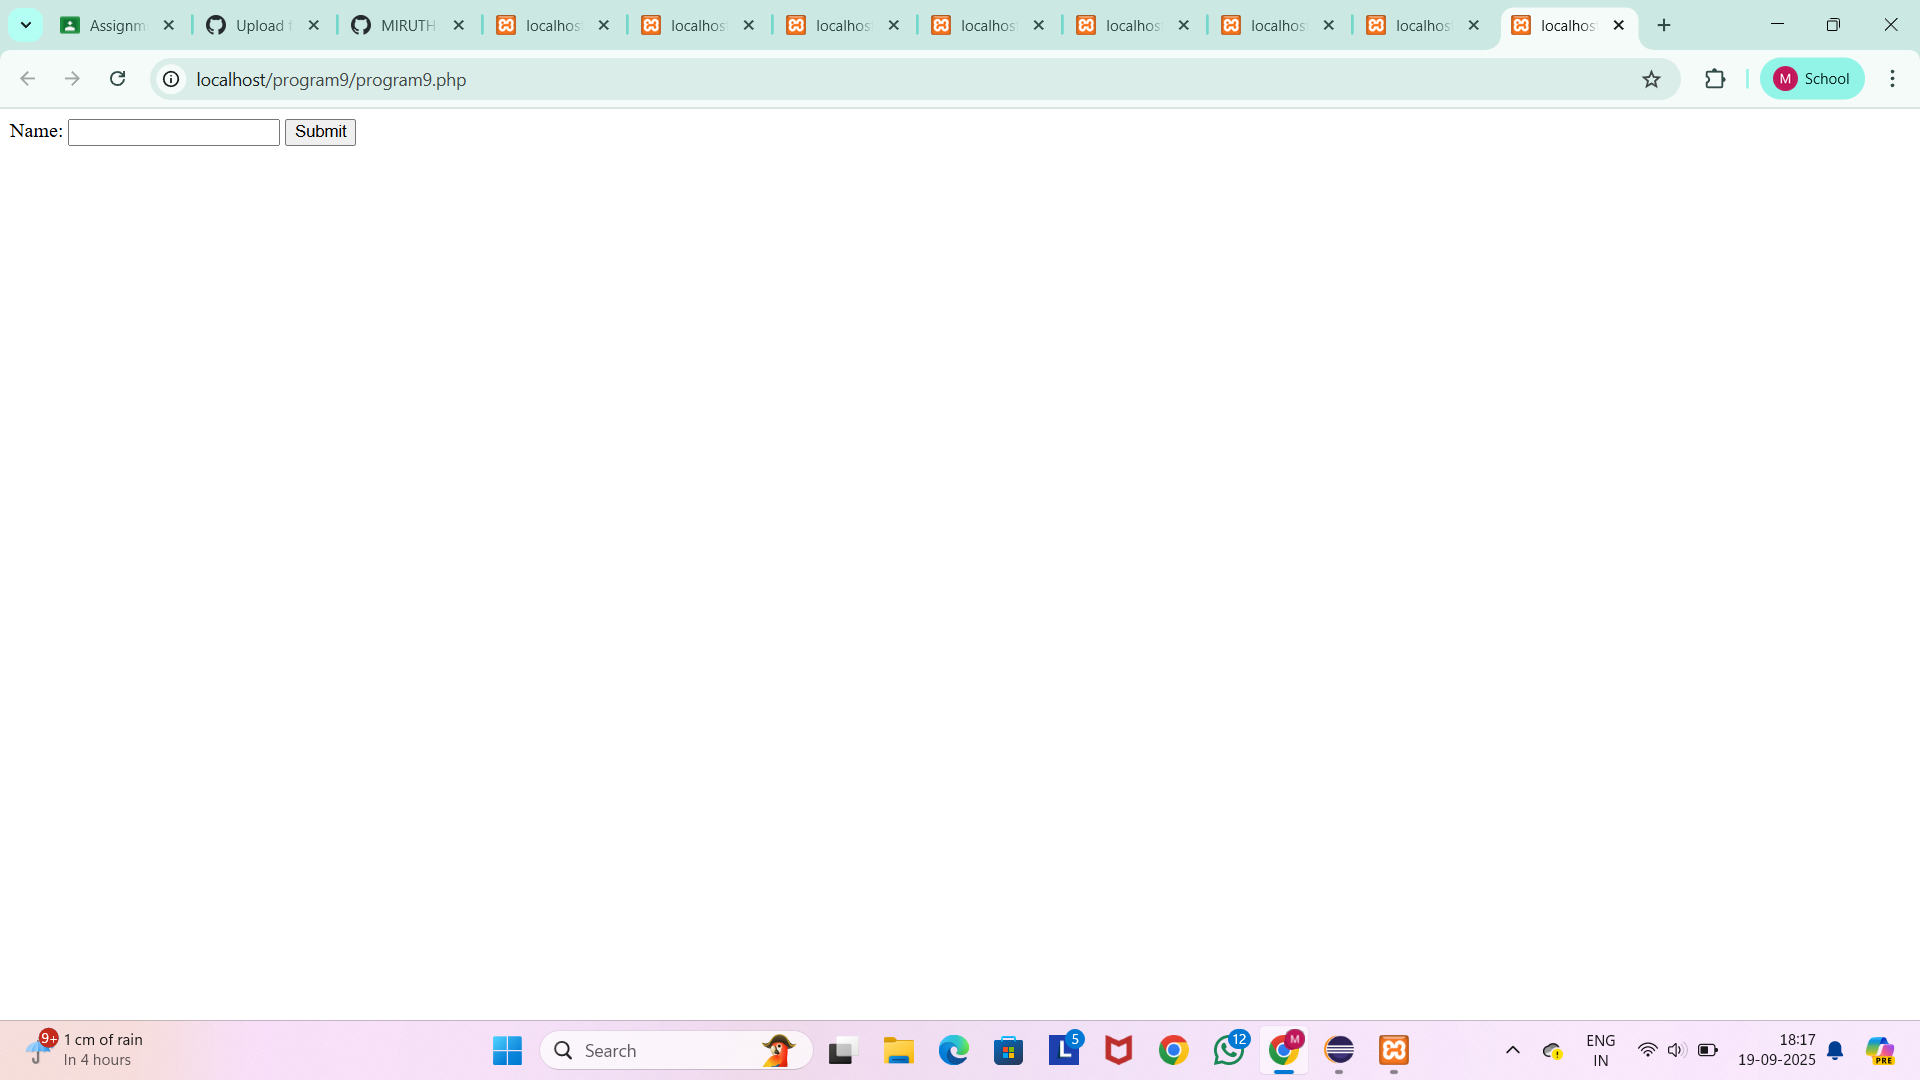 Assignm
Upload f
MIRUTH
localhos
localhos
localhos
localhos
localhos
localhos
localhos
localhos
localhost/program9/program9.php
M School
Name: Submit
9+
1 cm of rain
In 4 hours
Search
L 5
12
M
ENG
IN
18:17
19-09-2025
PRE